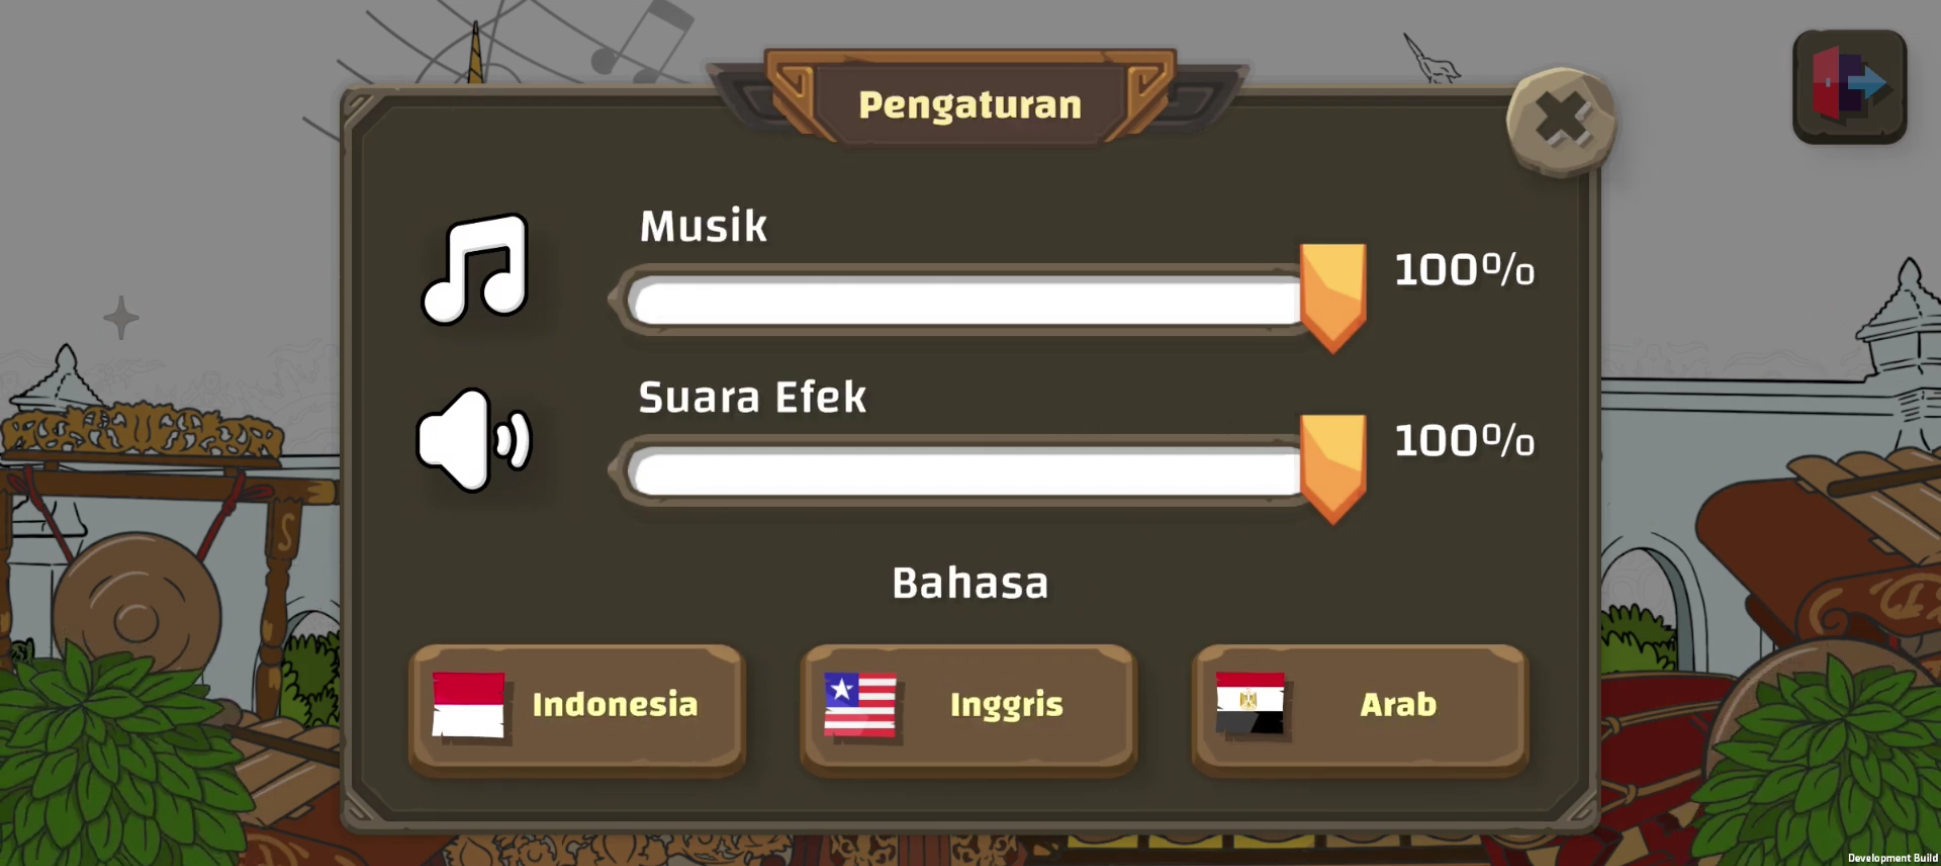 Pengaturan
Musik
100%
Suara Efek
100%
Bahasa
Indonesia
Inggris
Arab
Development Build